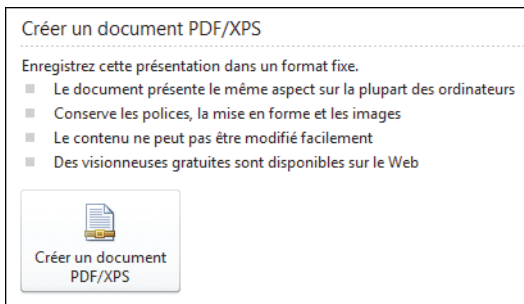 Créer un document PDF/XPS
Enregistrez cette présentation dans un format fixe.
Le document présente le même aspect sur la plupart des ordinateurs
Conserve les polices, la mise en forme et les images
Le contenu ne peut pas être modifié facilement
Des visionneuses gratuites sont disponibles sur le Web
Créer un document
PDF/XPS